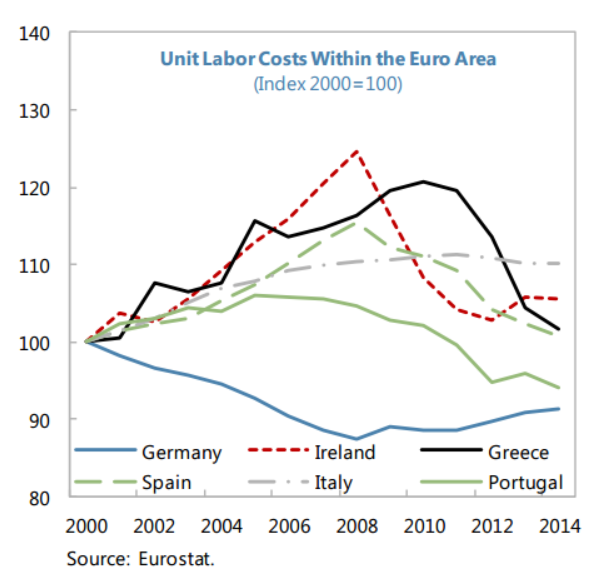 Unit Labor Costs Within the Euro Area
(Index 2000=100)
140
130
120
110
100
90
80
Germany Ireland Greece
Spain Italy Portugal
2000 2002 2004 2006 2008 2010 2012 2014
Source: Eurostat.